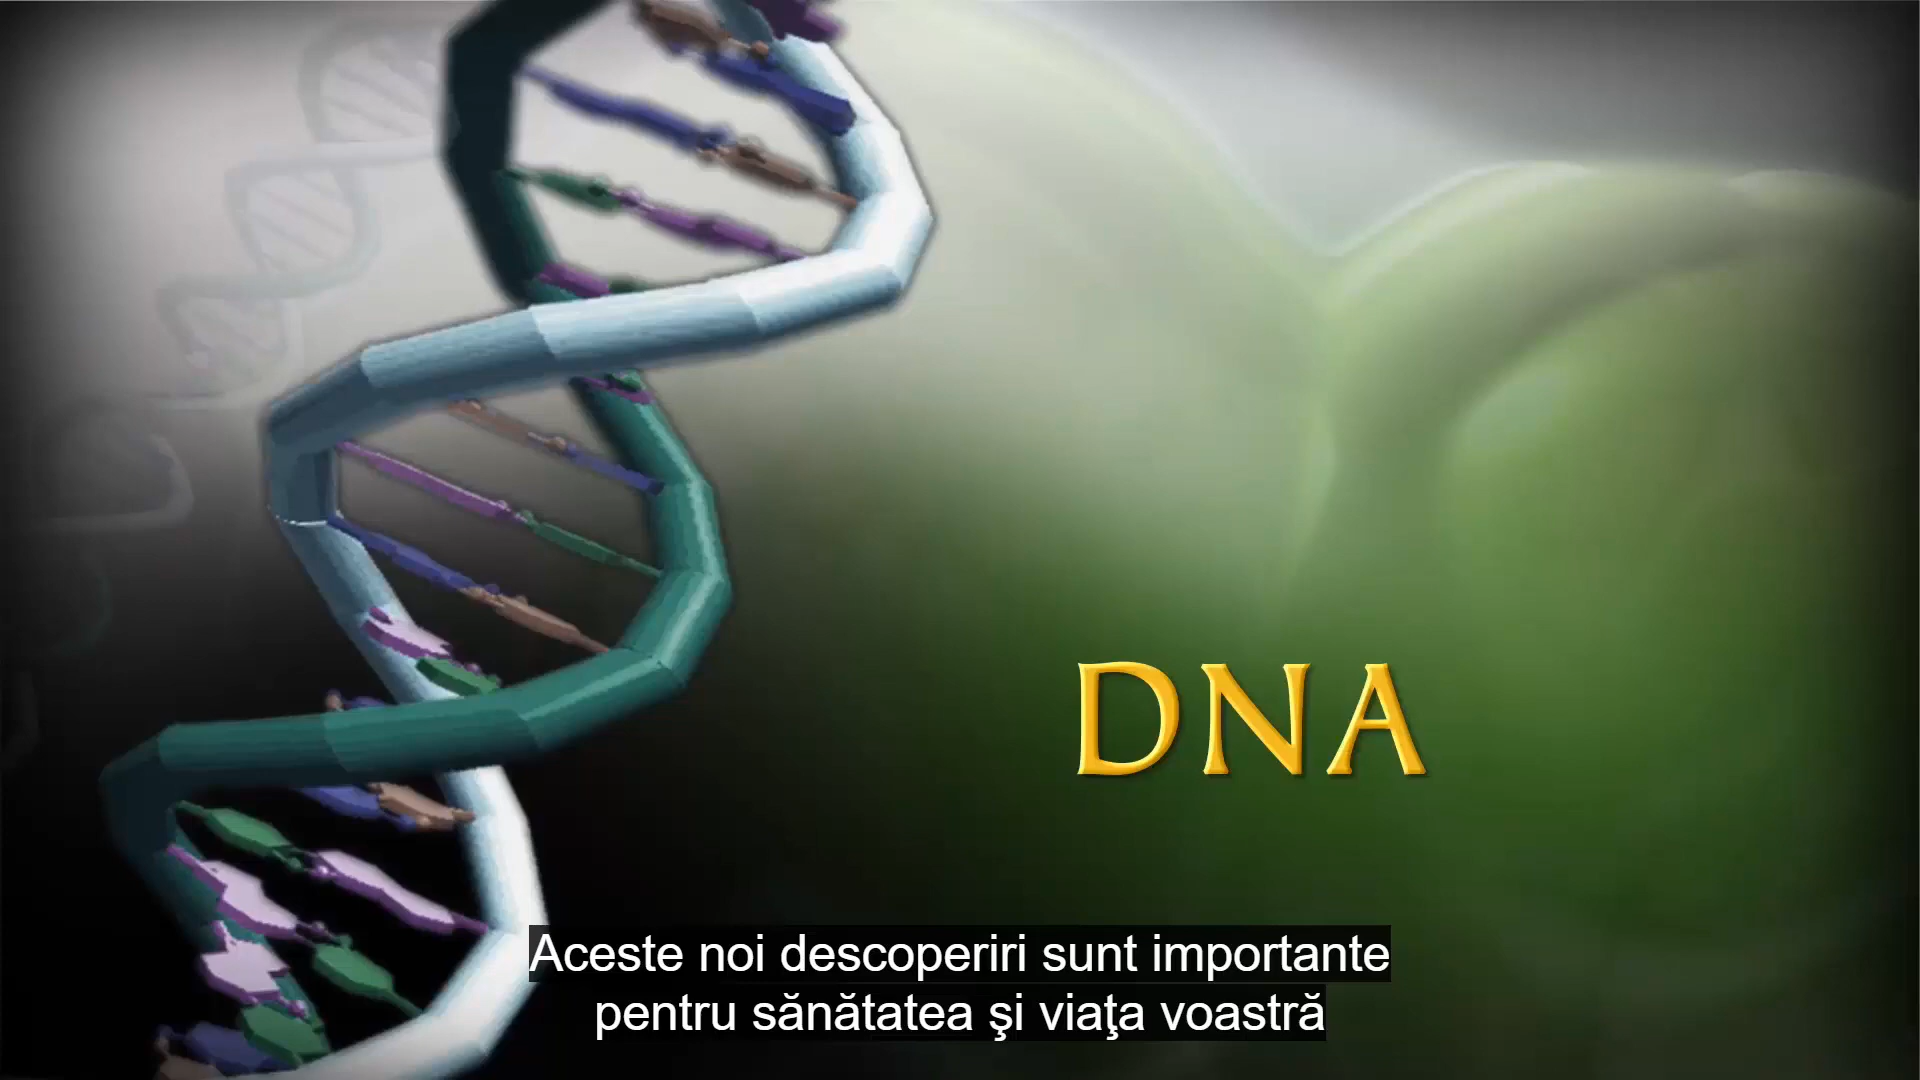 DNA
Aceste noi descoperiri sunt importante
pentru sănătatea şi viaţa voastră